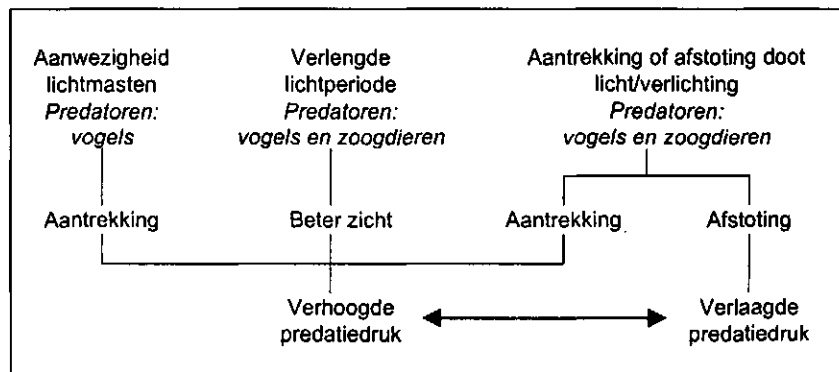 Aanwezigheid
lichtmasten
Predatoren:
vogels
Verlengde
lichtperiode
Predatoren:
vogels en zoogdieren
Aantrekking of afstoting doot
licht/verlichting
Predatoren:
vogels en zoogdieren
Aantrekking
Beter zicht
Aantrekking
Afstoting
Verhoogde
predatiedruk
Verlaagde
predatiedruk